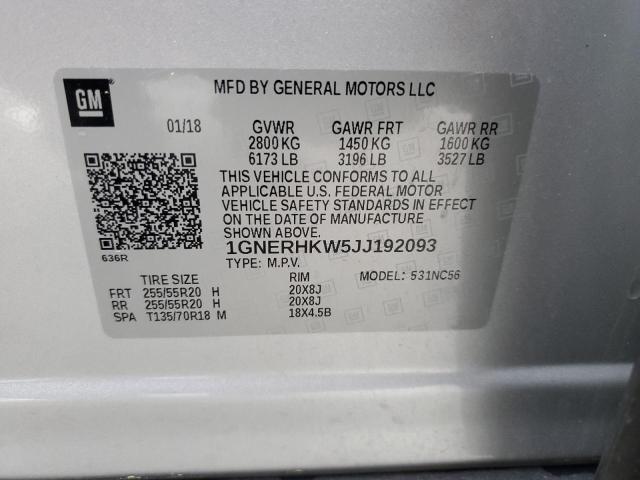 GM
MFD BY GENERAL MOTORS LLC
01/18 GVWR GAWR FRT GAWR RR
2800 KG 1450 KG 1600 KG
6173 LB 3196 LB 3527 LB
THIS VEHICLE CONFORMS TO ALL
APPLICABLE U.S. FEDERAL MOTOR
VEHICLE SAFETY STANDARDS IN EFFECT
ON THE DATE OF MANUFACTURE
SHOWN ABOVE.
636R
1GNERHKW5JJ192093
TYPE: M.P.V.
TIRE SIZE RIM MODEL: 531NC56
FRT 255/55R20 H 20X8J
RR 255/55R20 H 20X8J
SPA T135/70R18 M 18X4.5B